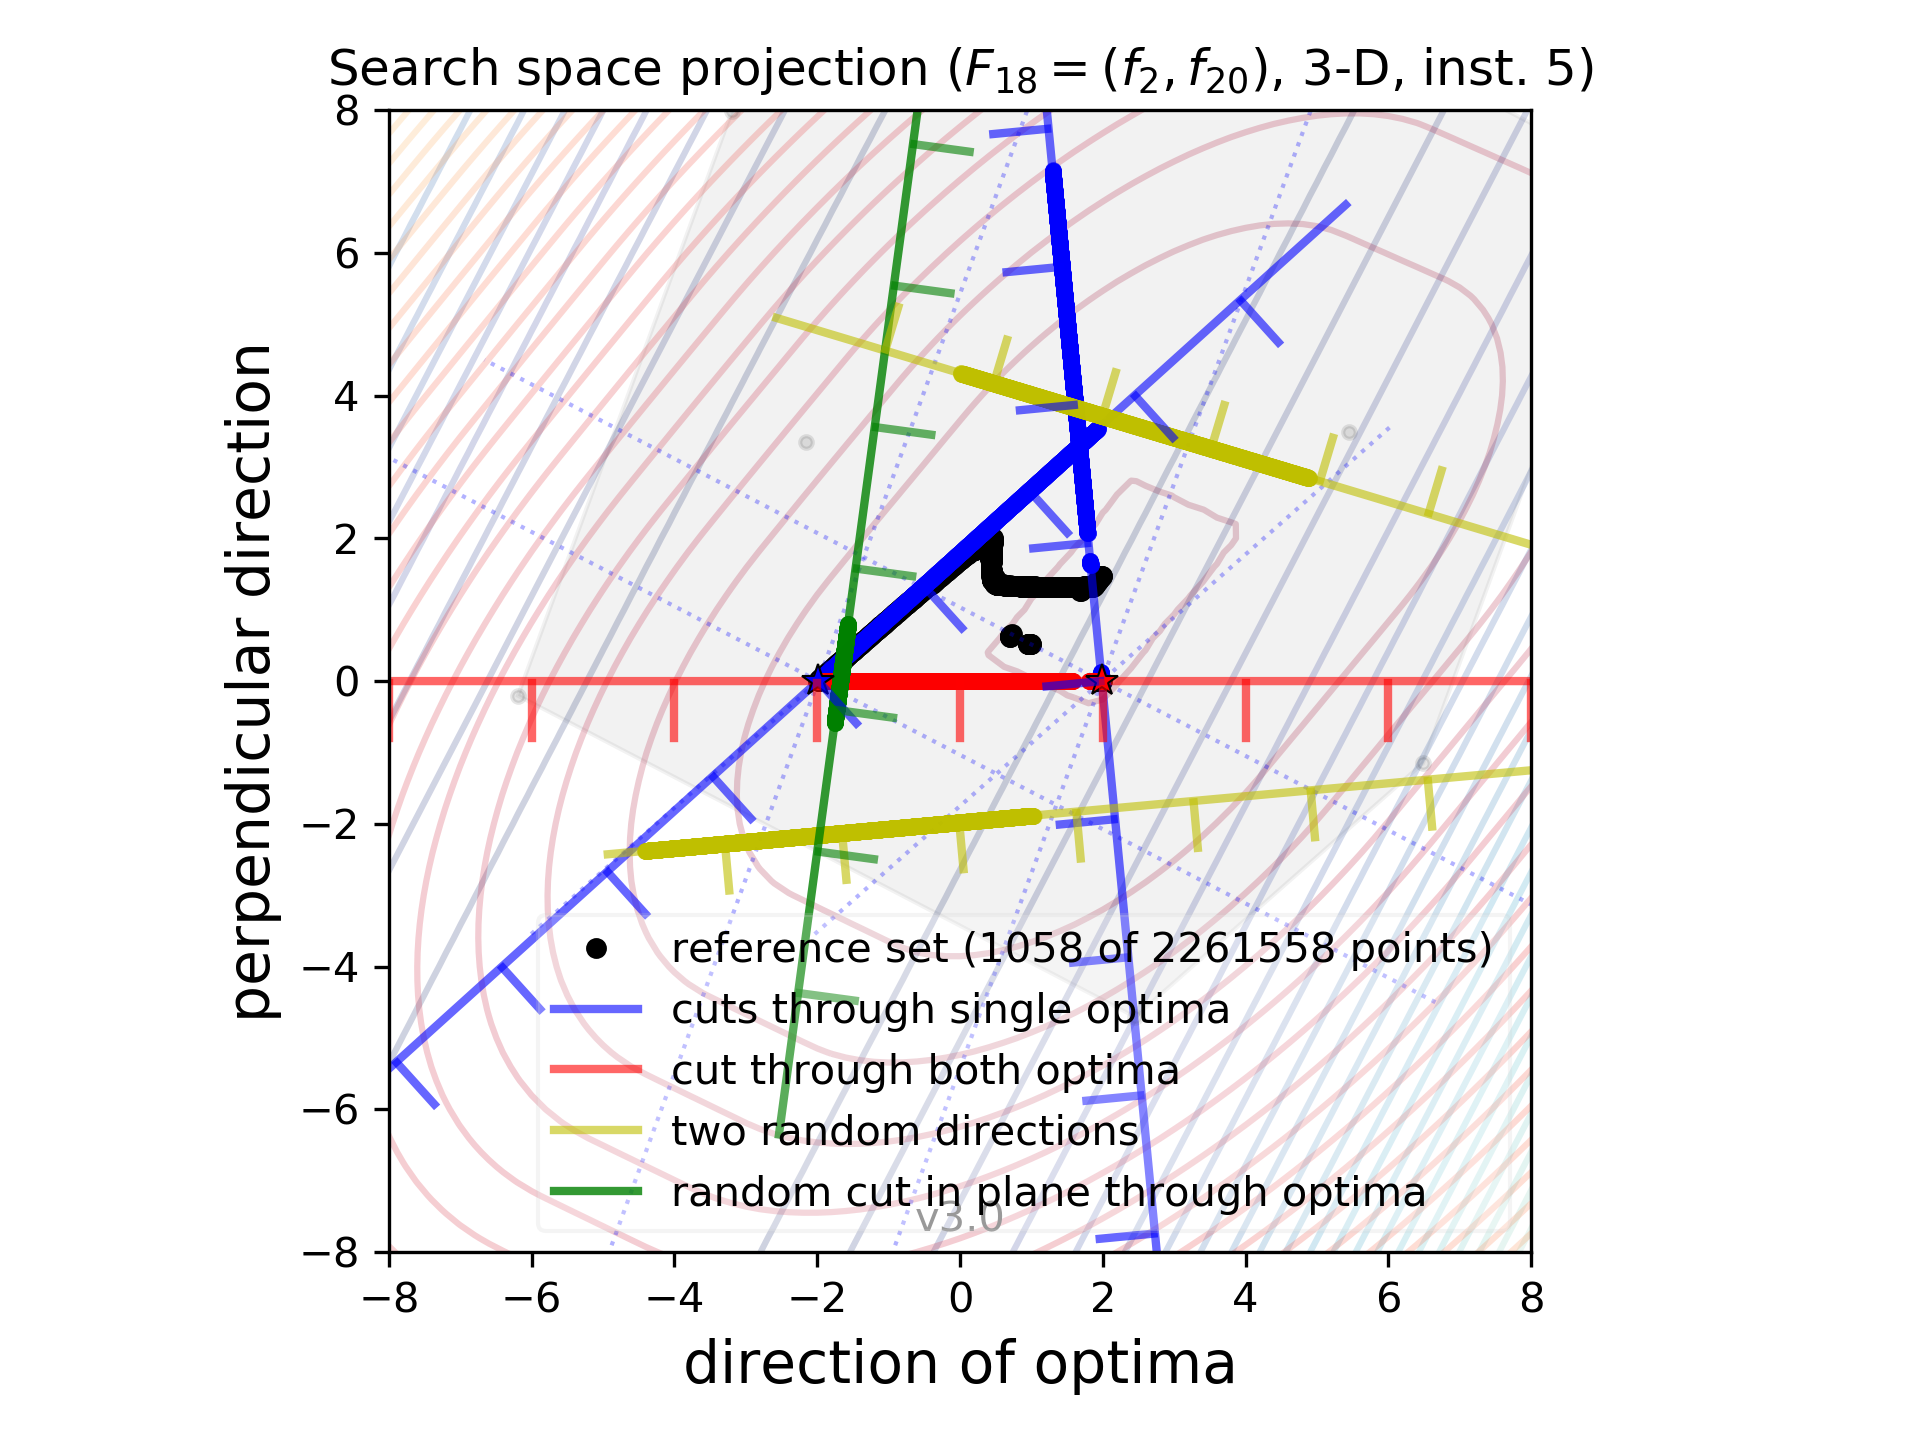 Search space projection (F18 = (f2, f20), 3-D, inst. 5)
8
6
4
2
0
−2
−4
−6
−8
perpendicular direction
reference set (1058 of 2261558 points)
cuts through single optima
cut through both optima
two random directions
random cut in plane through optima
v3.0
−8 −6 −4 −2 0 2 4 6 8
direction of optima